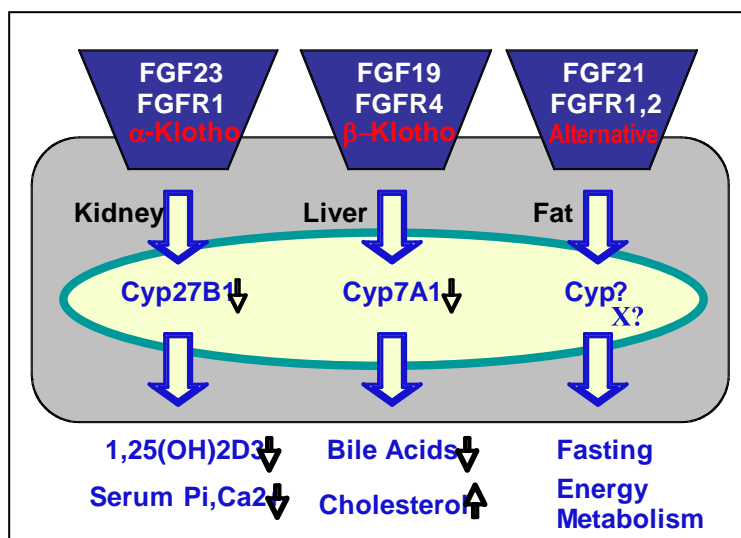 FGF23
FGFR1
α-Klotho
FGF19
FGFR4
β–Klotho
FGF21
FGFR1,2
Alternative
Kidney
Liver
Fat
Cyp27B1
Cyp7A1
Cyp?
X?
1,25(OH)2D3
Serum Pi,Ca2+
Bile Acids
Cholesterol
Fasting
Energy
Metabolism